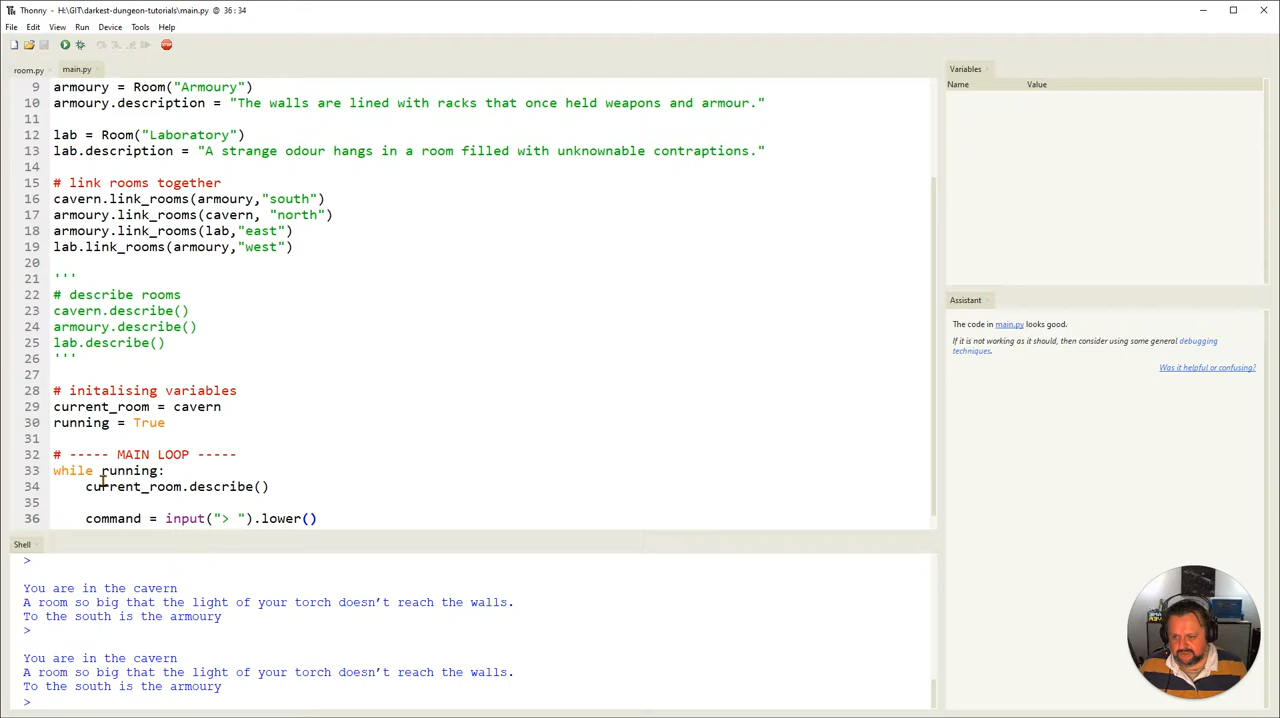 Thonny - H:\GIT\darkest-dungeon-tutorials\main.py @ 36 : 34
File Edit View Run Device Tools Help
STOP
room.py main.py
9 armoury = Room("Armoury")
10 armoury.description = "The walls are lined with racks that once held weapons and armour."
11
12 lab = Room("Laboratory")
13 lab.description = "A strange odour hangs in a room filled with unknownable contraptions."
14
15 # link rooms together
16 cavern.link_rooms(armoury,"south")
17 armoury.link_rooms(cavern, "north")
18 armoury.link_rooms(lab,"east")
19 lab.link_rooms(armoury,"west")
20
21 '''
22 # describe rooms
23 cavern.describe()
24 armoury.describe()
25 lab.describe()
26 '''
27
28 # initalising variables
29 current_room = cavern
30 running = True
31
32 # ----- MAIN LOOP -----
33 while running:
34 current_room.describe()
35
36 command = input("> ").lower()
Shell
>
You are in the cavern
A room so big that the light of your torch doesn't reach the walls.
To the south is the armoury
>
You are in the cavern
A room so big that the light of your torch doesn't reach the walls.
To the south is the armoury
>
Variables
Name Value
Assistant
The code in main.py looks good.
If it is not working as it should, then consider using some general debugging
techniques.
Was it helpful or confusing?